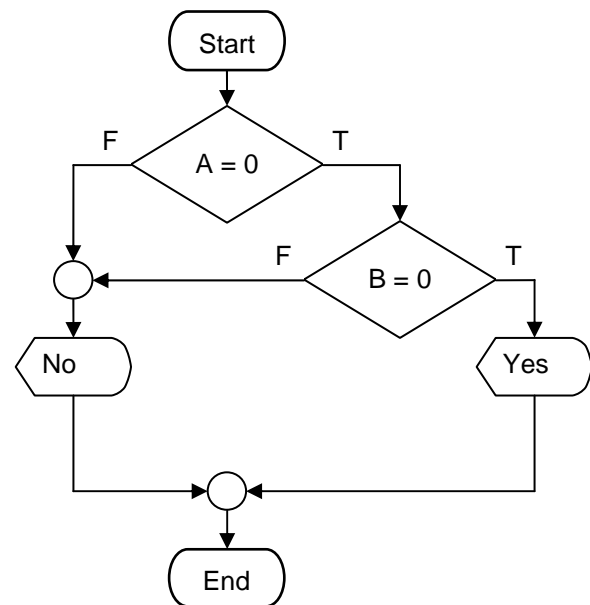 Start
F
T
A = 0
F
T
B = 0
No
Yes
End